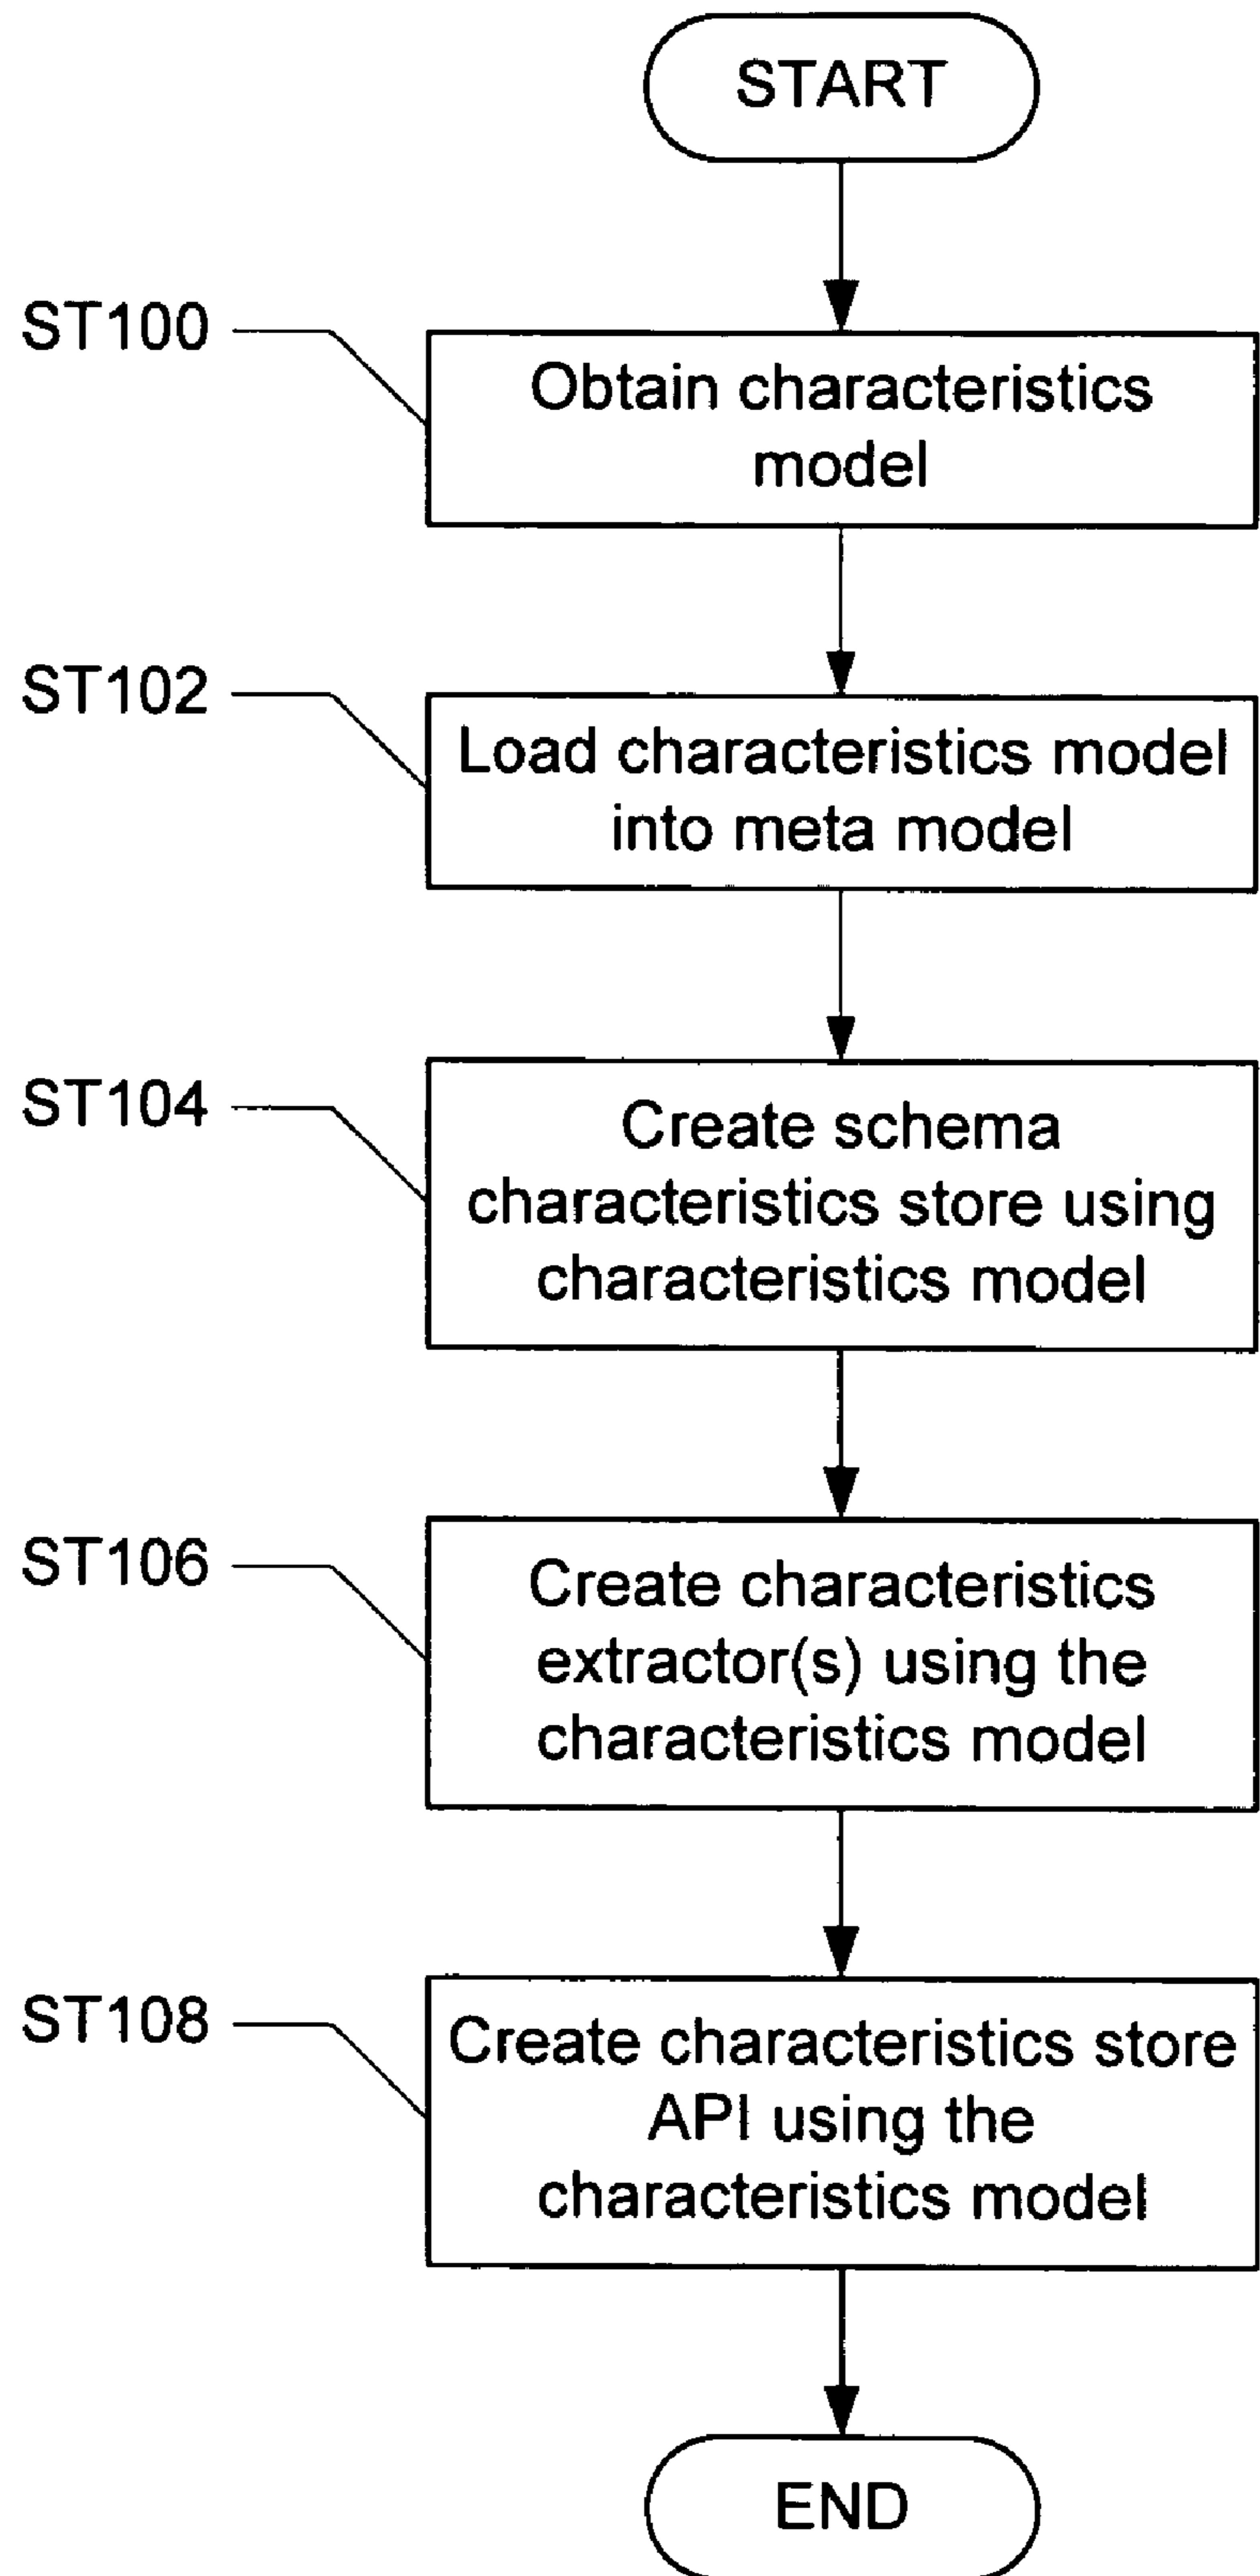 START
ST100
Obtain characteristics
model
ST102
Load characteristics model
into meta model
ST104
Create schema
characteristics store using
characteristics model
ST106
Create characteristics
extractor(s) using the
characteristics model
ST108
Create characteristics store
API using the
characteristics model
END